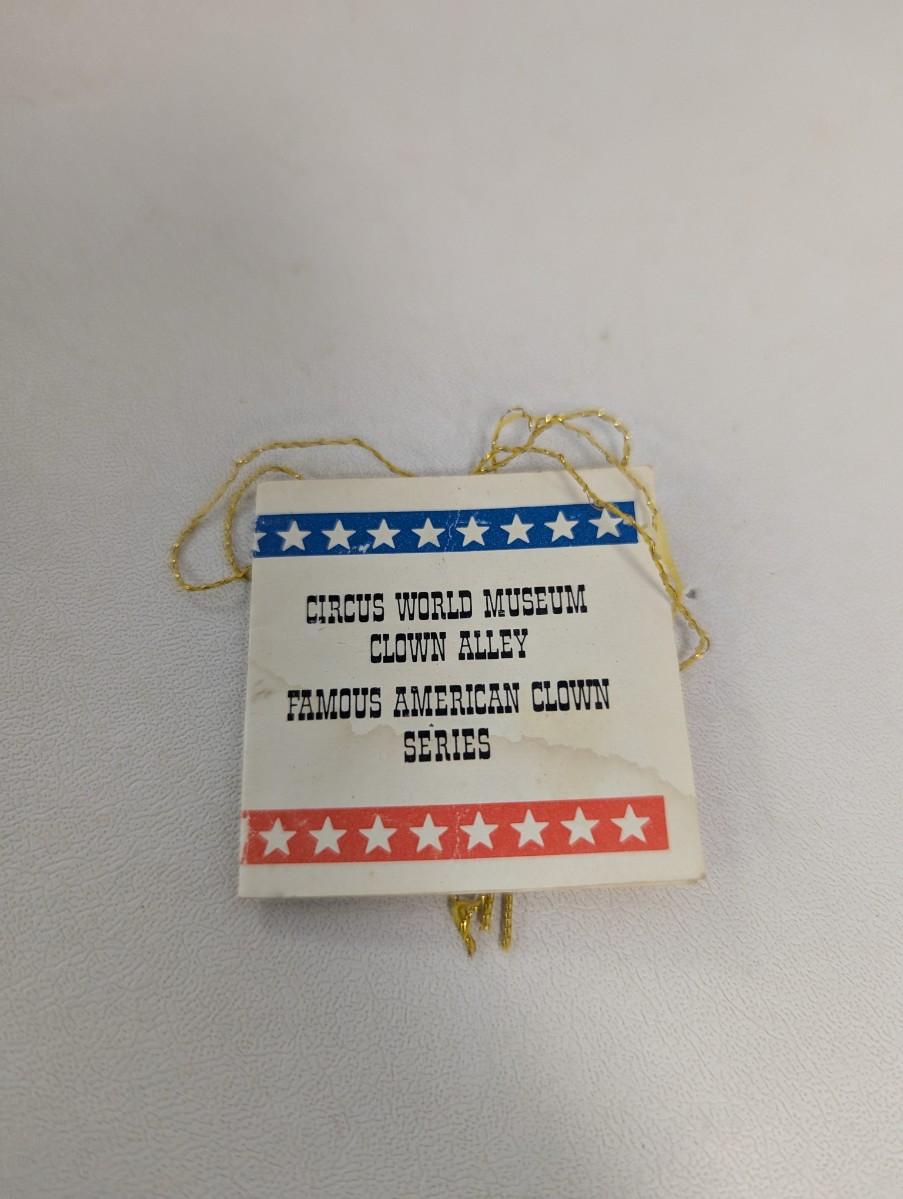 CIRCUS WORLD MUSEUM
CLOWN ALLEY
FAMOUS AMERICAN CLOWN
SERIES